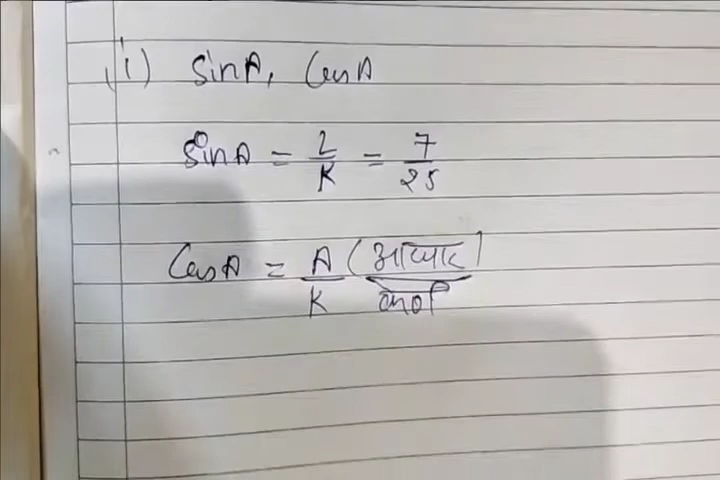 (i) sinA, CosA
sinA = L/K = 7/25
CosA = A/K (आधार/कर्ण)